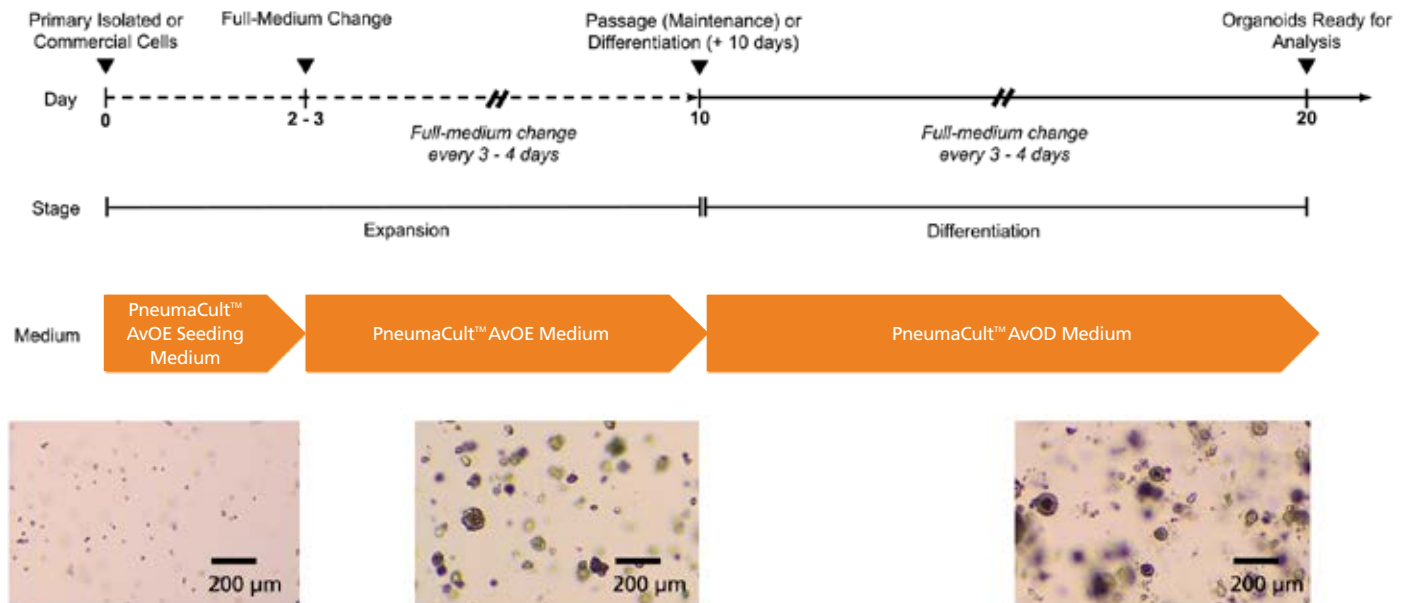 Primary Isolated or
Commercial Cells
Full-Medium Change
Passage (Maintenance) or
Differentiation (+ 10 days)
Organoids Ready for
Analysis
Day
0
2 - 3
10
20
Full-medium change
every 3 - 4 days
Full-medium change
every 3 - 4 days
Stage
Expansion
Differentiation
Medium
PneumaCult™
AvOE Seeding
Medium
PneumaCult™ AvOE Medium
PneumaCult™ AvOD Medium
200 µm
200 µm
200 µm